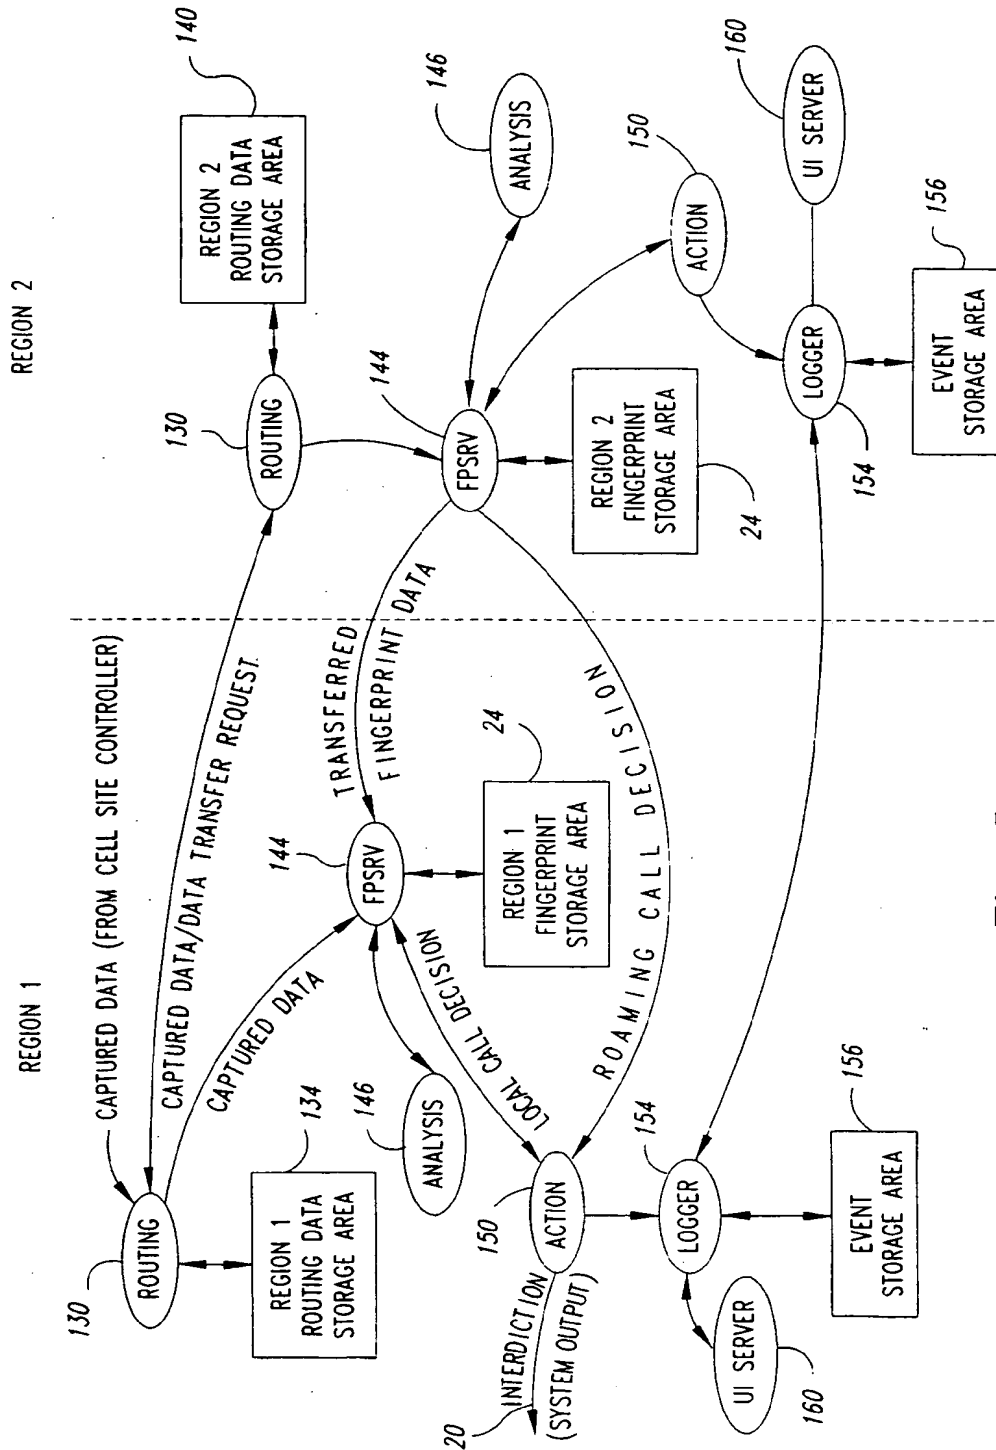 REGION 1
REGION 2
CAPTURED DATA (FROM CELL SITE CONTROLLER)
CAPTURED DATA/DATA TRANSFER REQUEST.
CAPTURED DATA
130
ROUTING
REGION 1
ROUTING DATA
STORAGE AREA
134
130
ROUTING
REGION 2
ROUTING DATA
STORAGE AREA
140
144
FPSRV
TRANSFERRED
FINGERPRINT DATA
144
FPSRV
146
ANALYSIS
146
ANALYSIS
REGION 1
FINGERPRINT
STORAGE AREA
24
REGION 2
FINGERPRINT
STORAGE AREA
24
LOCAL CALL DECISION
ROAMING CALL DECISION
150
ACTION
150
ACTION
INTERDICTION
(SYSTEM OUTPUT)
20
154
LOGGER
LOGGER
154
UI SERVER
160
UI SERVER
160
EVENT
STORAGE AREA
156
EVENT
STORAGE AREA
156